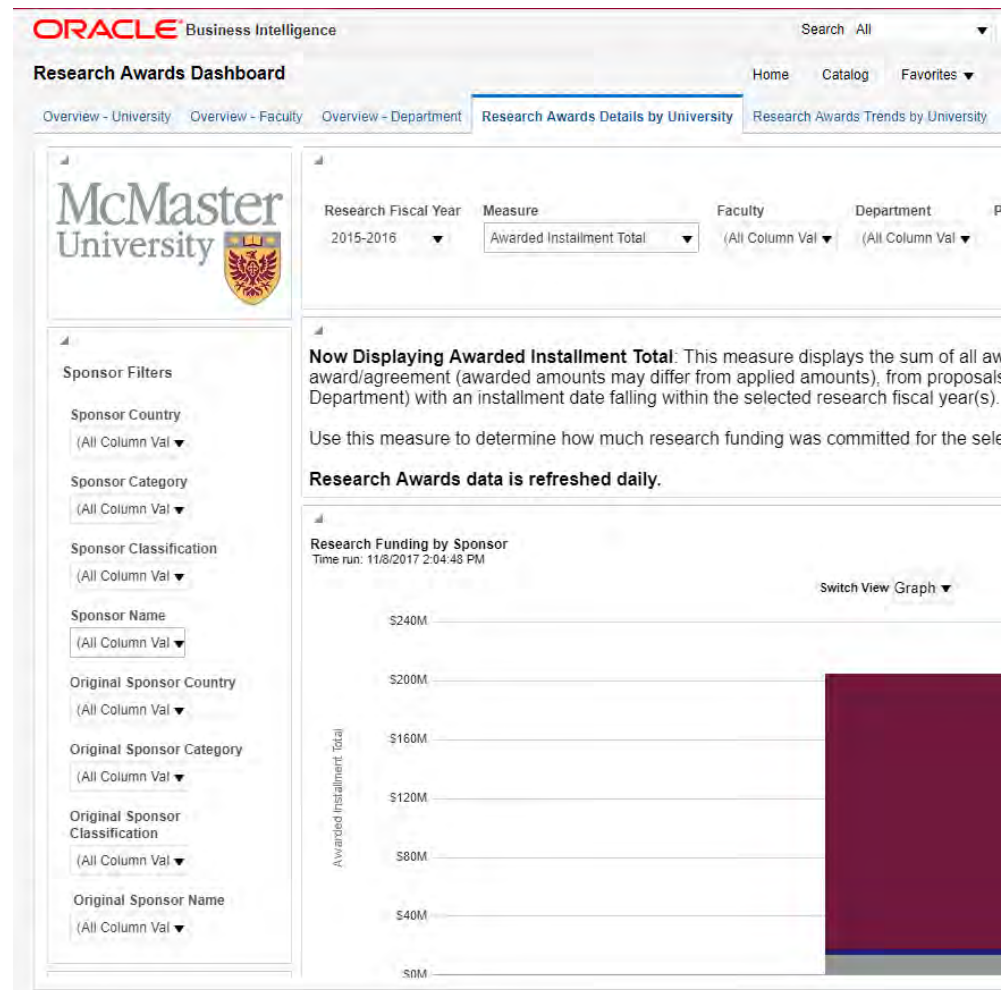 ORACLE Business Intelligence
Search All
Research Awards Dashboard
Home Catalog Favorites
Overview - University Overview - Faculty Overview - Department Research Awards Details by University Research Awards Trends by University
McMaster
University
Research Fiscal Year Measure Faculty Department P
2015-2016 Awarded Installment Total (All Column Val (All Column Val
Sponsor Filters
Sponsor Country
(All Column Val
Sponsor Category
(All Column Val
Sponsor Classification
(All Column Val
Sponsor Name
(All Column Val
Original Sponsor Country
(All Column Val
Original Sponsor Category
(All Column Val
Original Sponsor
Classification
(All Column Val
Original Sponsor Name
(All Column Val
Now Displaying Awarded Installment Total: This measure displays the sum of all aw
award/agreement (awarded amounts may differ from applied amounts), from proposals
Department) with an installment date falling within the selected research fiscal year(s).
Use this measure to determine how much research funding was committed for the sele
Research Awards data is refreshed daily.
Research Funding by Sponsor
Time run: 11/8/2017 2:04:48 PM
Switch View Graph
Awarded Installment Total
$240M
$200M
$160M
$120M
$80M
$40M
$0M